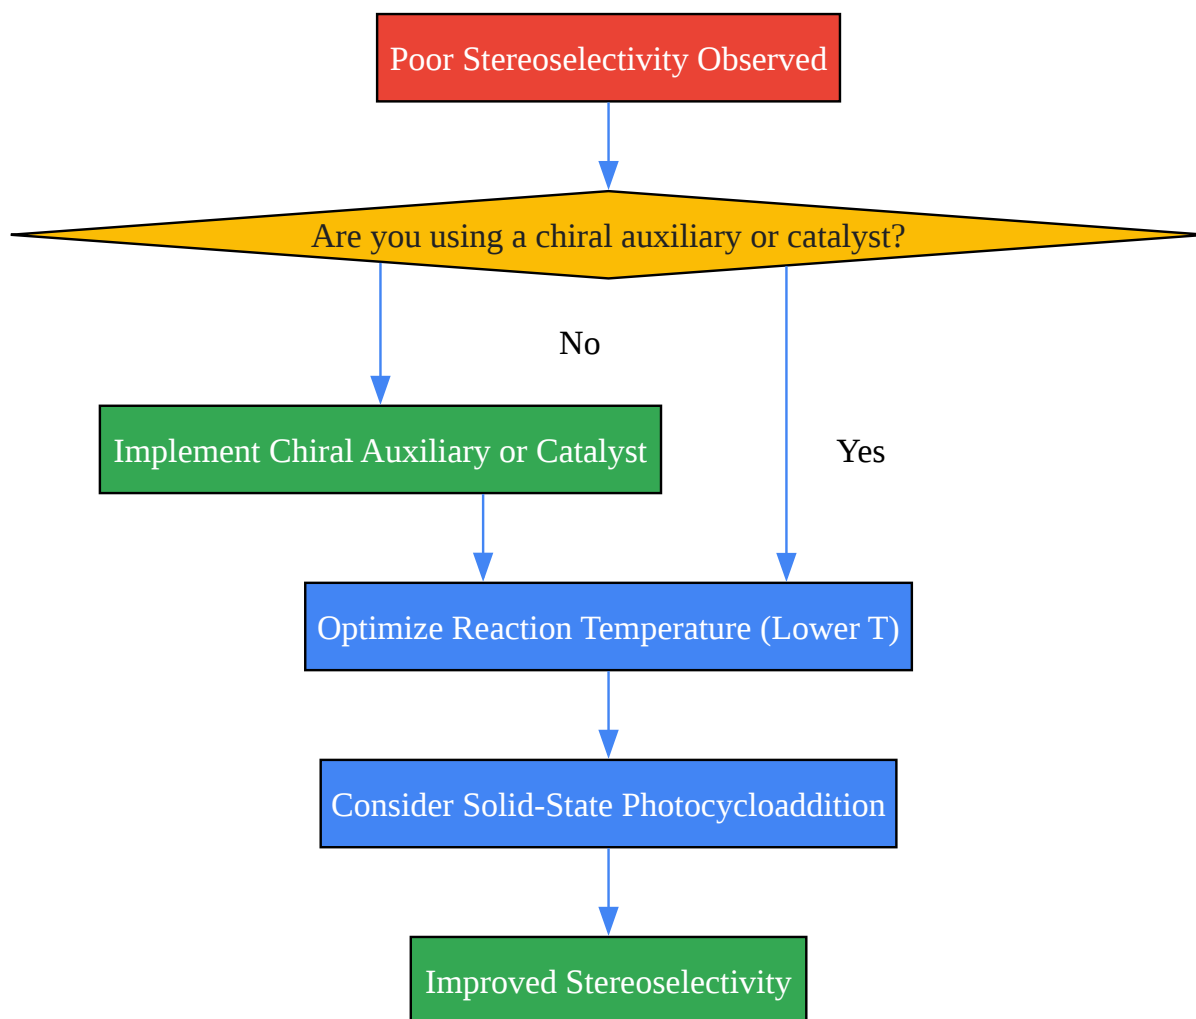 Poor Stereoselectivity Observed
Are you using a chiral auxiliary or catalyst?
No
Implement Chiral Auxiliary or Catalyst
Yes
Optimize Reaction Temperature (Lower T)
Consider Solid-State Photocycloaddition
Improved Stereoselectivity